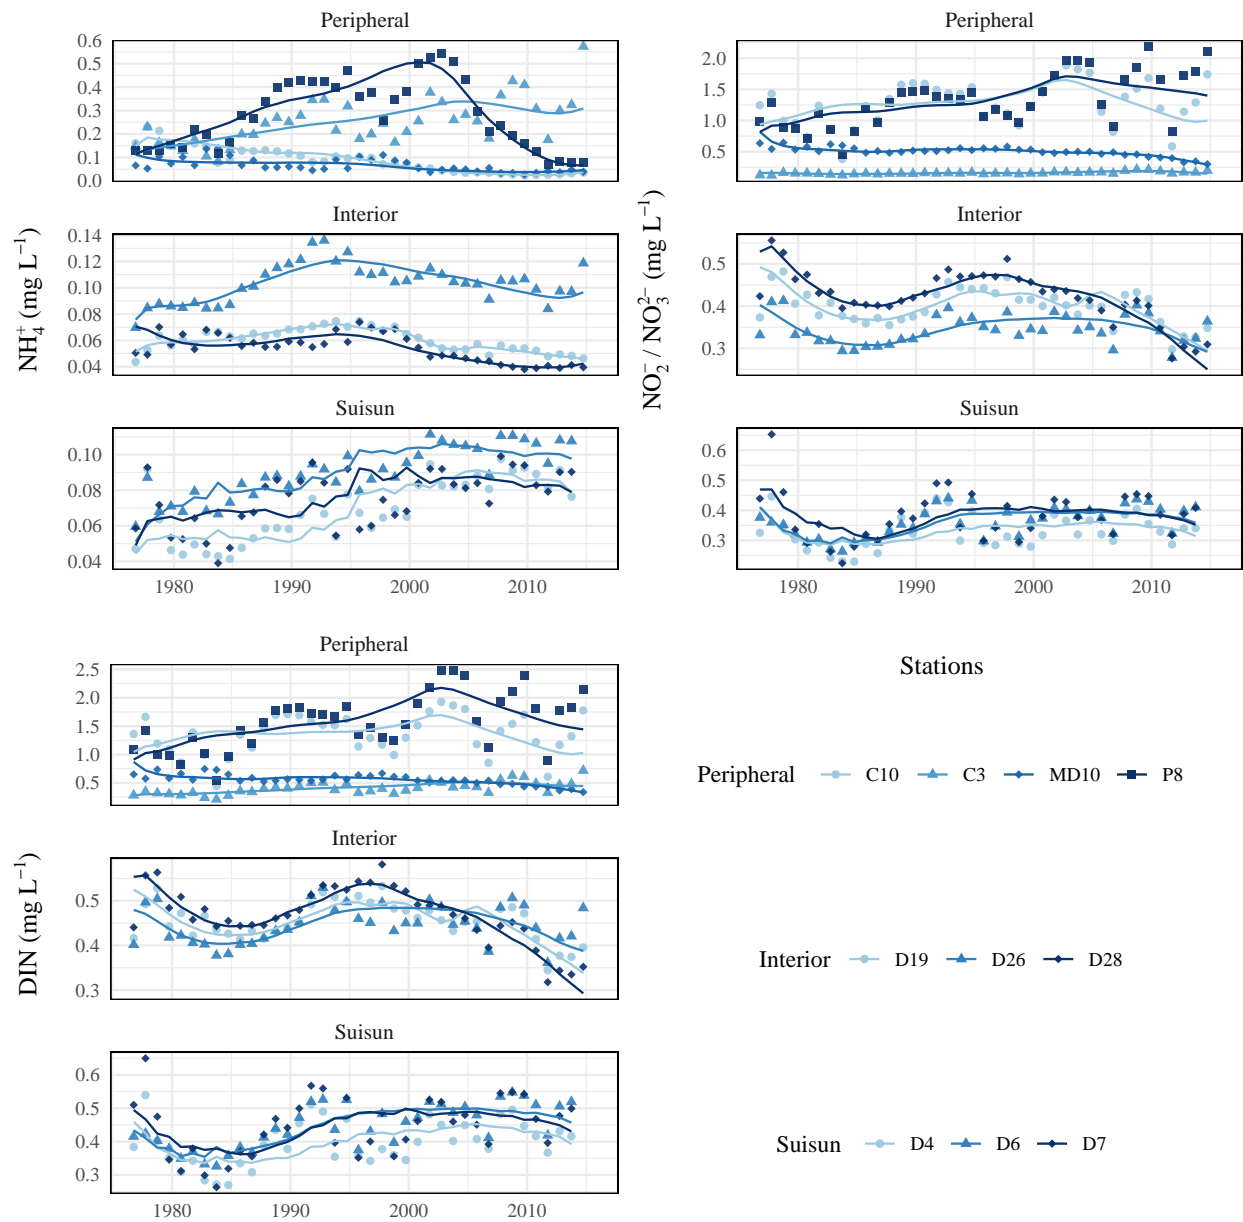 Peripheral
0.6
0.5
0.4
0.3
0.2
0.1
0.0
Interior
0.14
0.12
0.10
0.08
0.06
0.04
Suisun
0.10
0.08
0.06
0.04
1980 1990 2000 2010
NH₄⁺ (mg L⁻¹)
Peripheral
2.0
1.5
1.0
0.5
Interior
0.5
0.4
0.3
Suisun
0.6
0.5
0.4
0.3
1980 1990 2000 2010
NO₂⁻ / NO₃²⁻ (mg L⁻¹)
Peripheral
2.5
2.0
1.5
1.0
0.5
Interior
0.5
0.4
0.3
Suisun
0.6
0.5
0.4
0.3
1980 1990 2000 2010
DIN (mg L⁻¹)
Stations
Peripheral C10 C3 MD10 P8
Interior D19 D26 D28
Suisun D4 D6 D7